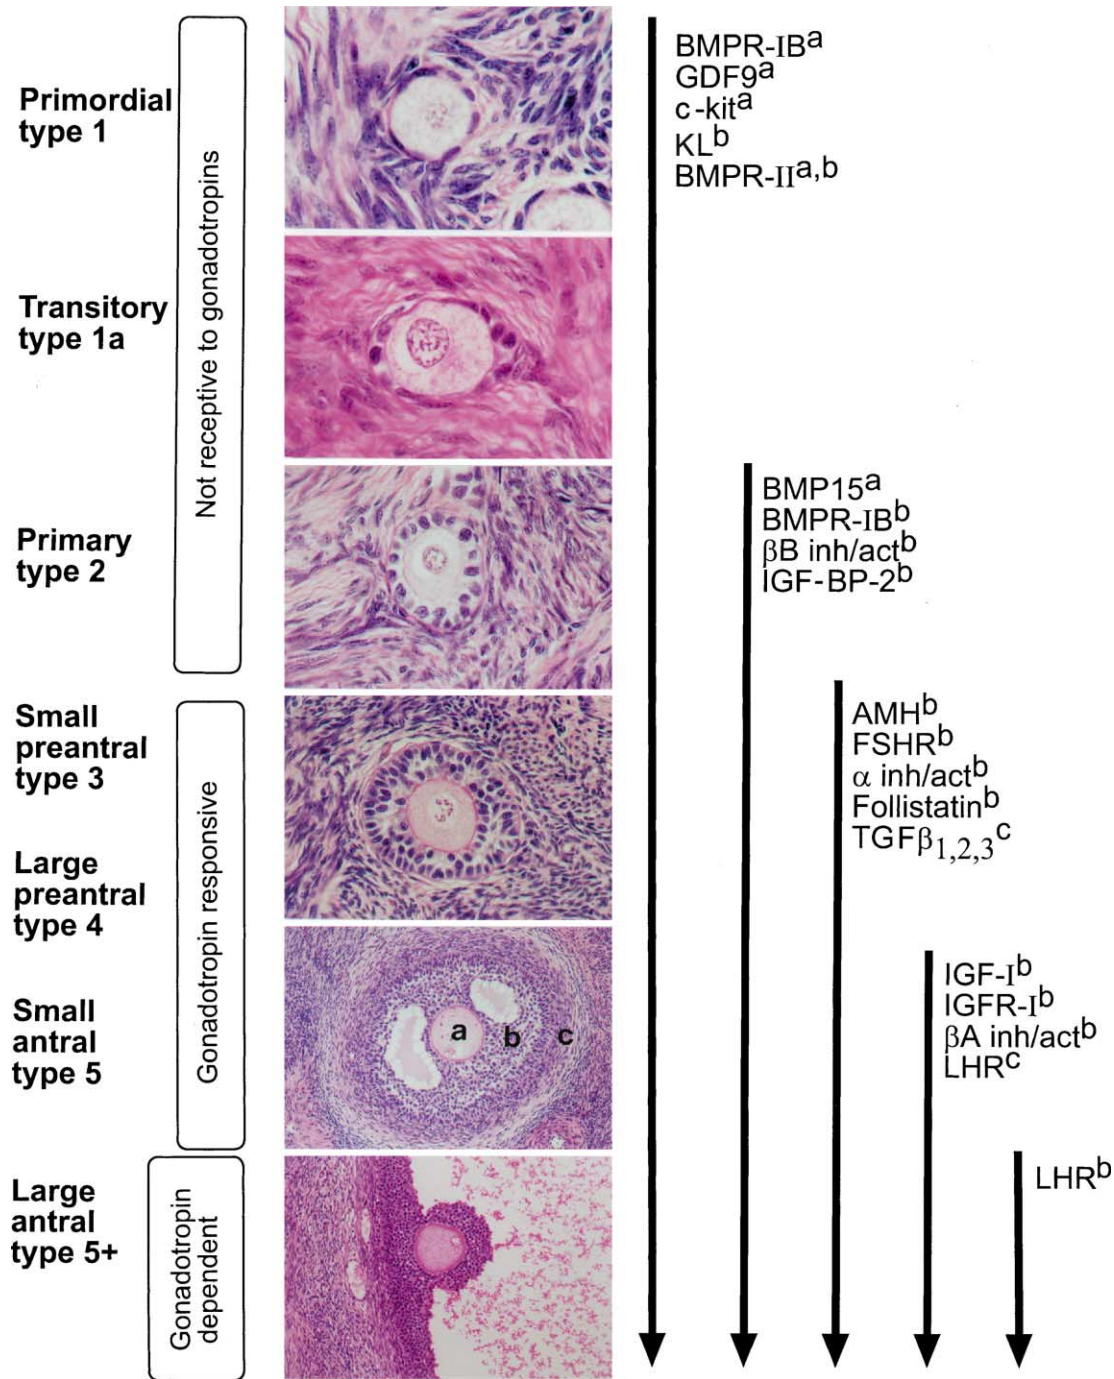 Primordial
type 1
Transitory
type 1a
Primary
type 2
Small
preantral
type 3
Large
preantral
type 4
Small
antral
type 5
Large
antral
type 5+
Not receptive to gonadotropins
Gonadotropin responsive
Gonadotropin
dependent
a b c
BMPR-IBᵃ
GDF9ᵃ
c-kitᵃ
KLᵇ
BMPR-IIᵃ,ᵇ
BMP15ᵃ
BMPR-IBᵇ
βB inh/actᵇ
IGF-BP-2ᵇ
AMHᵇ
FSHRᵇ
α inh/actᵇ
Follistatinᵇ
TGFβ₁,₂,₃ᶜ
IGF-Iᵇ
IGFR-Iᵇ
βA inh/actᵇ
LHRᶜ
LHRᵇ